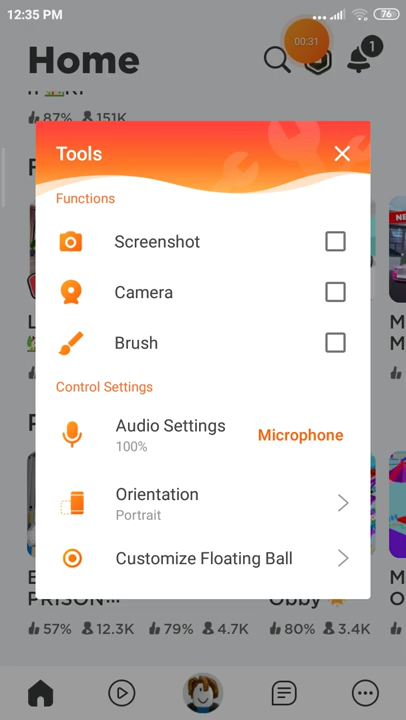 12:35 PM
76
Home
00:31
1
87% 151K
Tools
Functions
Screenshot
Camera
Brush
Control Settings
Audio Settings
100%
Microphone
Orientation
Portrait
Customize Floating Ball
PRISON...
Obby
57% 12.3K 79% 4.7K 80% 3.4K